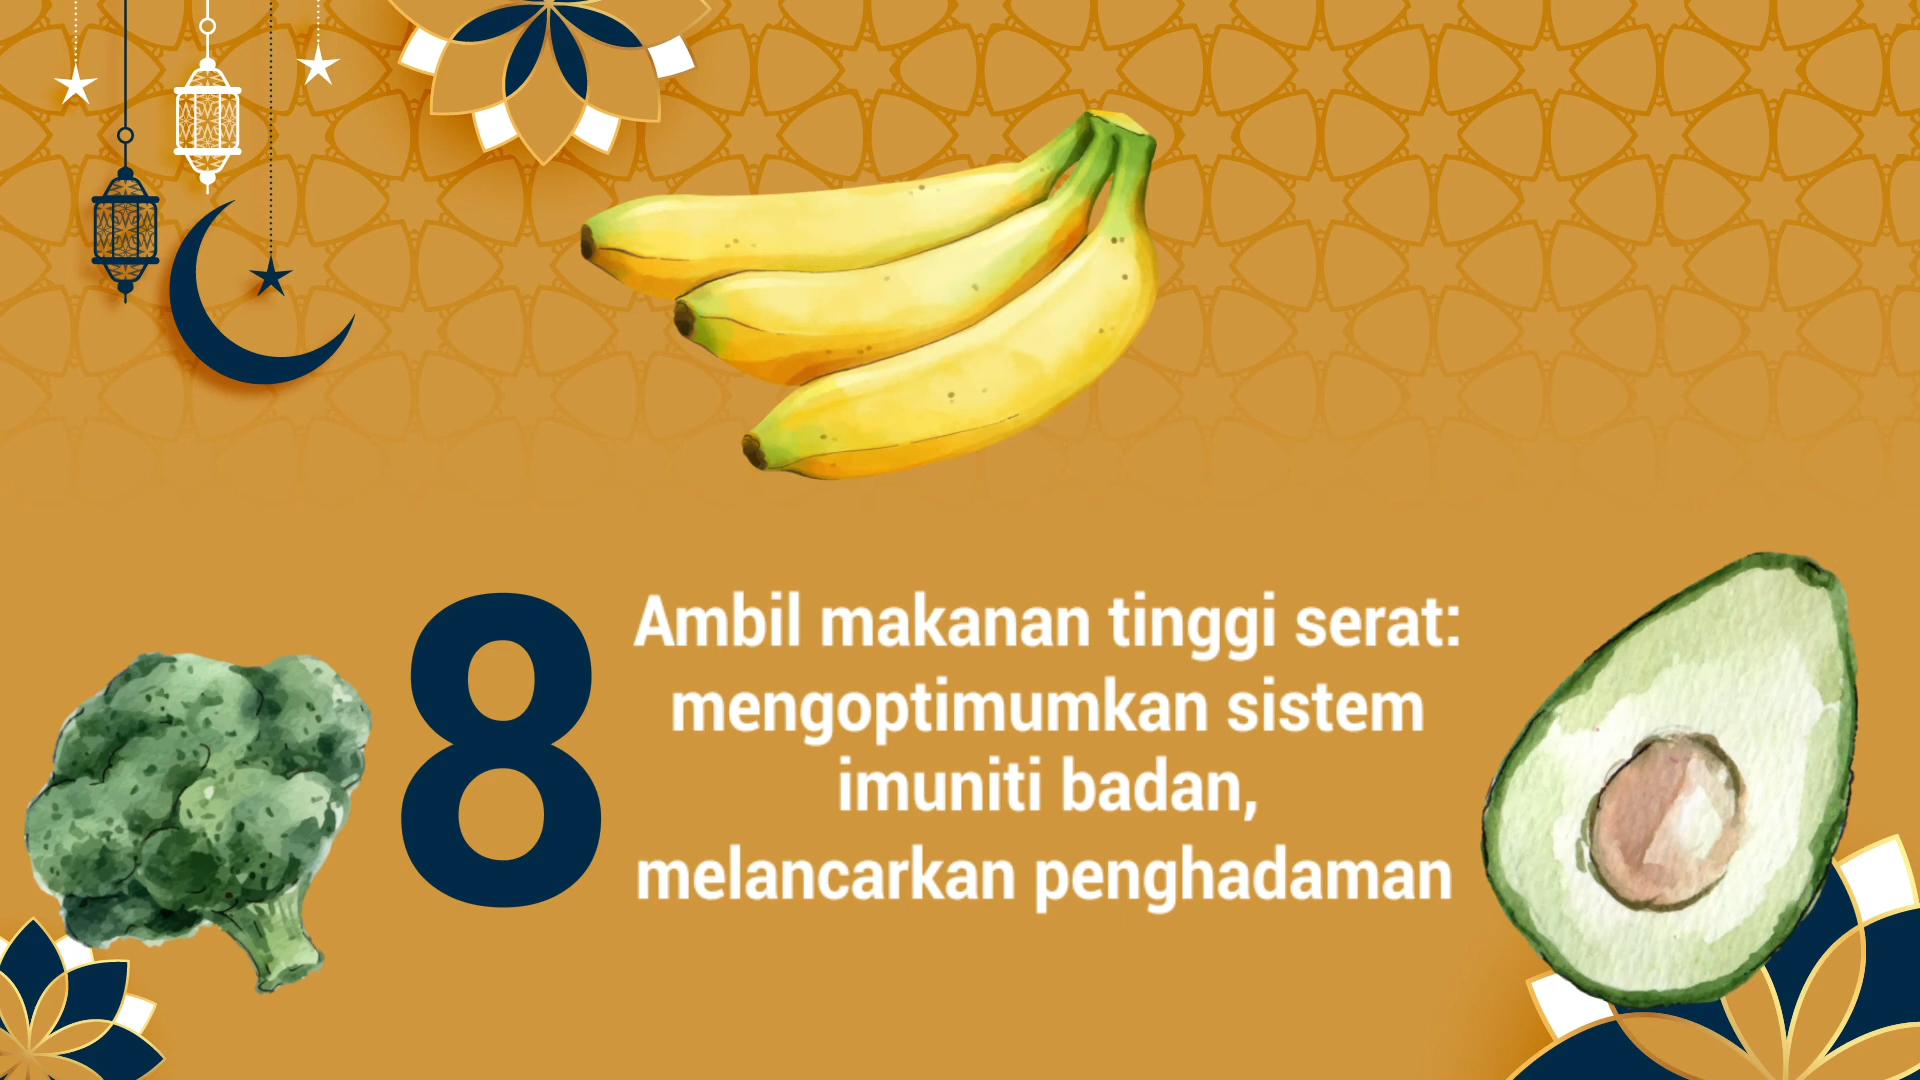 8
Ambil makanan tinggi serat:
mengoptimumkan sistem
imuniti badan,
melancarkan penghadaman